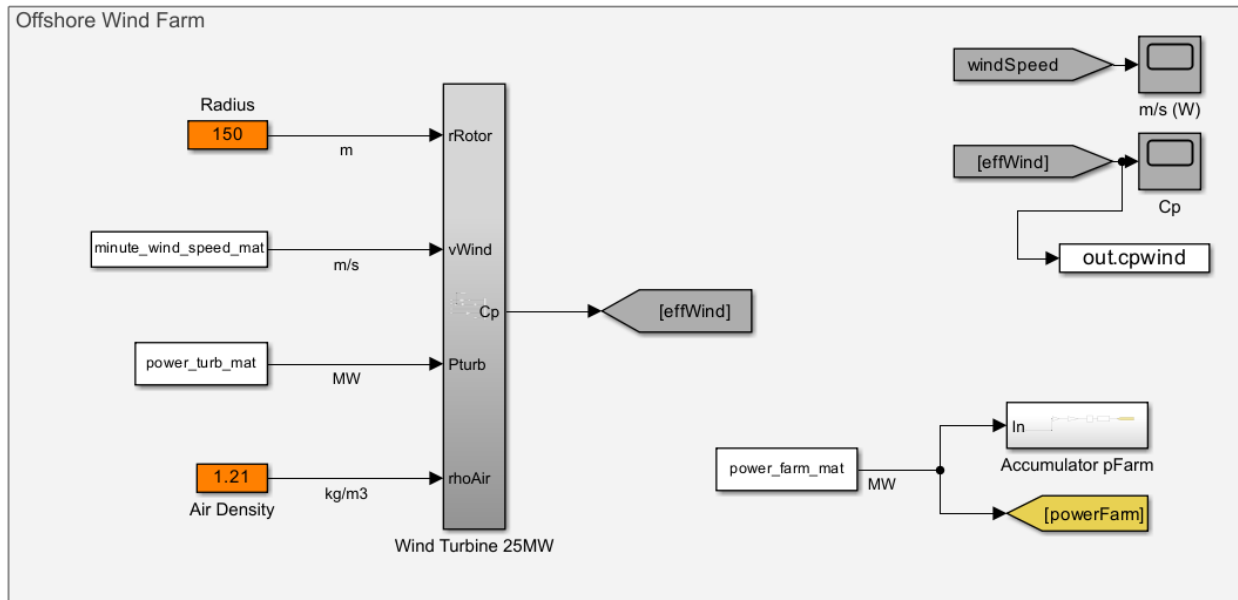 Offshore Wind Farm
Radius
150
m
minute_wind_speed_mat
m/s
power_turb_mat
MW
1.21
kg/m3
Air Density
rRotor
vWind
Cp
Pturb
rhoAir
Wind Turbine 25MW
[effWind]
windSpeed
m/s (W)
[effWind]
Cp
out.cpwind
power_farm_mat
MW
In
Accumulator pFarm
[powerFarm]